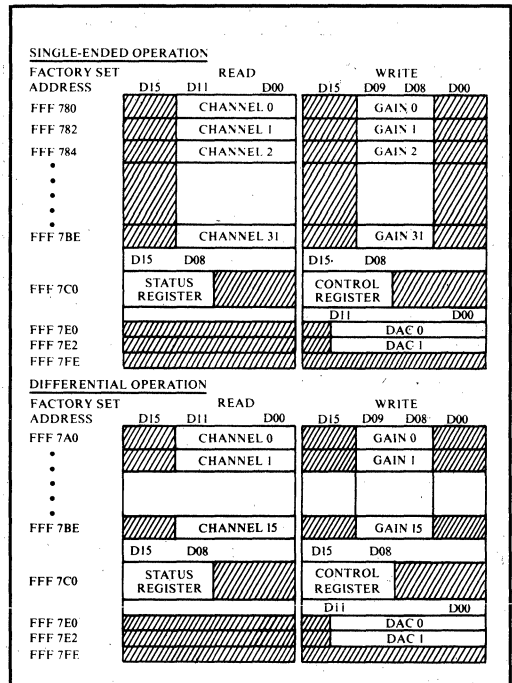 SINGLE-ENDED OPERATION
FACTORY SET READ WRITE
ADDRESS D15 D11 D00 D15 D09 D08 D00
FFF 780 CHANNEL 0 GAIN 0
FFF 782 CHANNEL 1 GAIN 1
FFF 784 CHANNEL 2 GAIN 2
FFF 7BE CHANNEL 31 GAIN 31
D15 D08 D15 D08
FFF 7C0 STATUS REGISTER CONTROL REGISTER
D11 D00
FFF 7E0 DAC 0
FFF 7E2 DAC 1
FFF 7FE
DIFFERENTIAL OPERATION
FACTORY SET READ WRITE
ADDRESS D15 D11 D00 D15 D09 D08 D00
FFF 7A0 CHANNEL 0 GAIN 0
CHANNEL 1 GAIN 1
FFF 7BE CHANNEL 15 GAIN 15
D15 D08 D15 D08
FFF 7C0 STATUS REGISTER CONTROL REGISTER
D11 D00
FFF 7E0 DAC 0
FFF 7E2 DAC 1
FFF 7FE